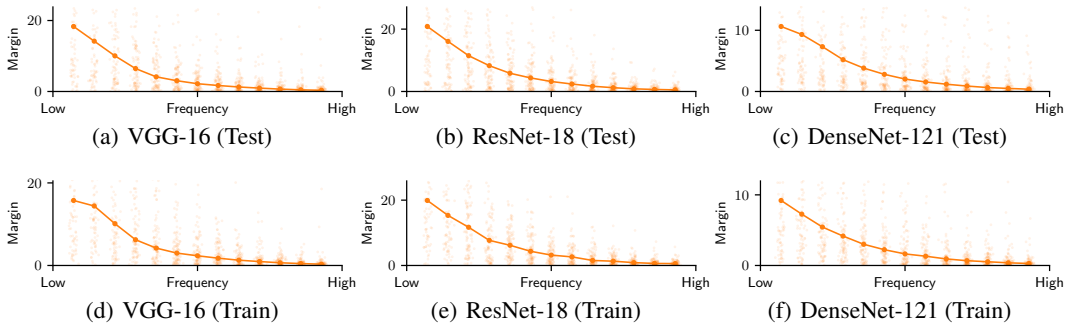 20
Margin
0
Low Frequency High
(a) VGG-16 (Test)
20
Margin
0
Low Frequency High
(b) ResNet-18 (Test)
10
Margin
0
Low Frequency High
(c) DenseNet-121 (Test)
20
Margin
0
Low Frequency High
(d) VGG-16 (Train)
20
Margin
0
Low Frequency High
(e) ResNet-18 (Train)
10
Margin
0
Low Frequency High
(f) DenseNet-121 (Train)